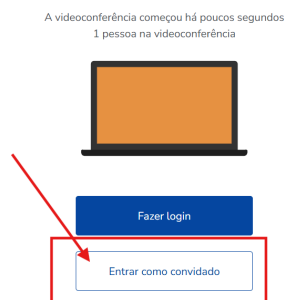 A videoconferência começou há poucos segundos
1 pessoa na videoconferência
Fazer login
Entrar como convidado